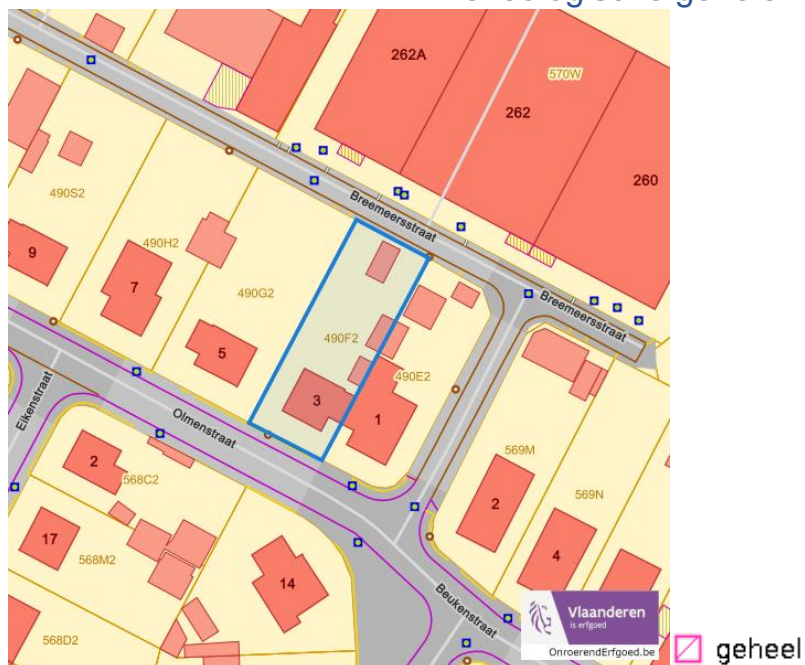 262A
570W
262
260
Breemeersstraat
490S2
9
490H2
7
490G2
5
490F2
3
490E2
1
Breemeersstraat
Eikenstraat
Olmenstraat
2
568C2
17
568M2
14
568D2
569M
2
569N
4
Beukenstraat
Vlaanderen
is erfgoed
OnroerendErfgoed.be
geheel